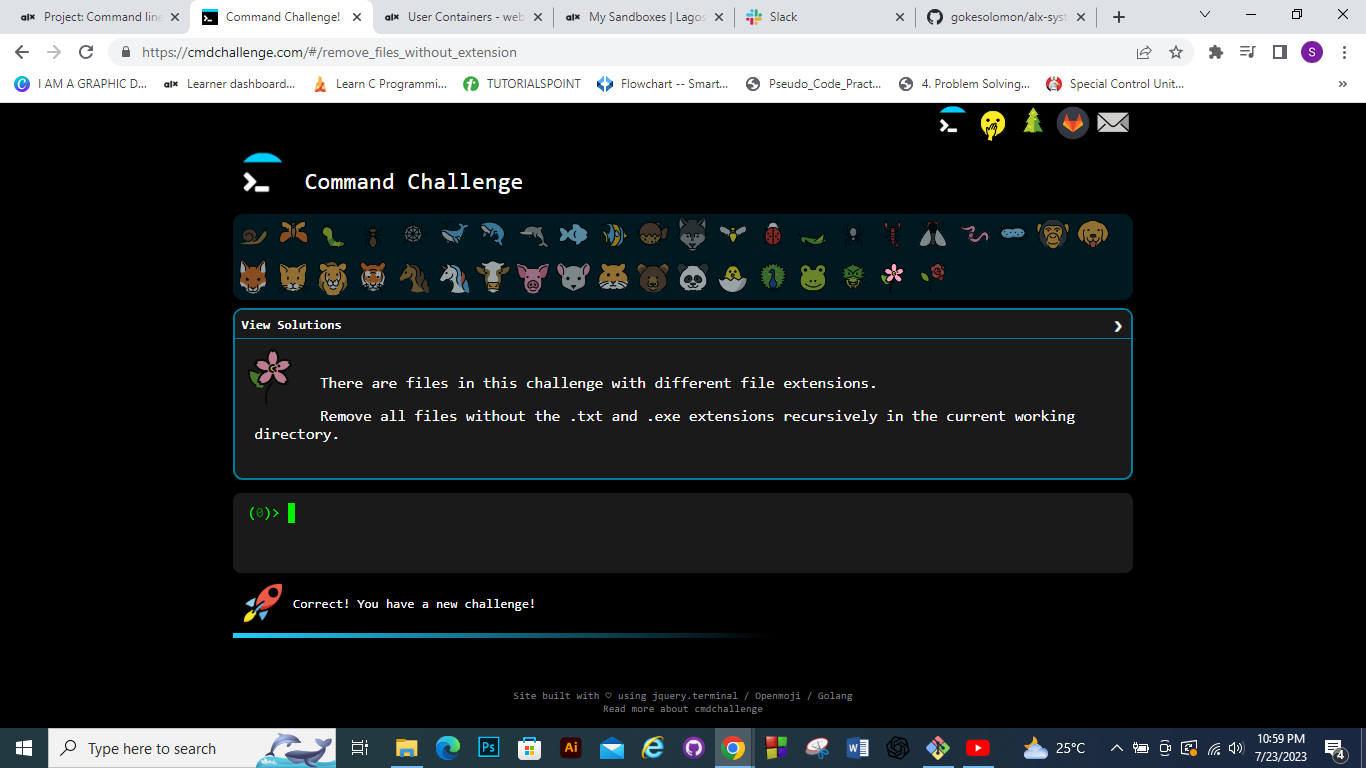 Project: Command line
Command Challenge!
User Containers - web
My Sandboxes | Lagos
Slack
gokesolomon/alx-syst
https://cmdchallenge.com/#/remove_files_without_extension
S
I AM A GRAPHIC D...
Learner dashboard...
Learn C Programmi...
TUTORIALSPOINT
Flowchart -- Smart...
Pseudo_Code_Pract...
4. Problem Solving...
Special Control Unit...
Command Challenge
View Solutions
There are files in this challenge with different file extensions.
Remove all files without the .txt and .exe extensions recursively in the current working
directory.
(0)>
Correct! You have a new challenge!
Site built with ♡ using jquery.terminal / Openmoji / Golang
Read more about cmdchallenge
Type here to search
Ps
Ai
25°C
10:59 PM
7/23/2023
4